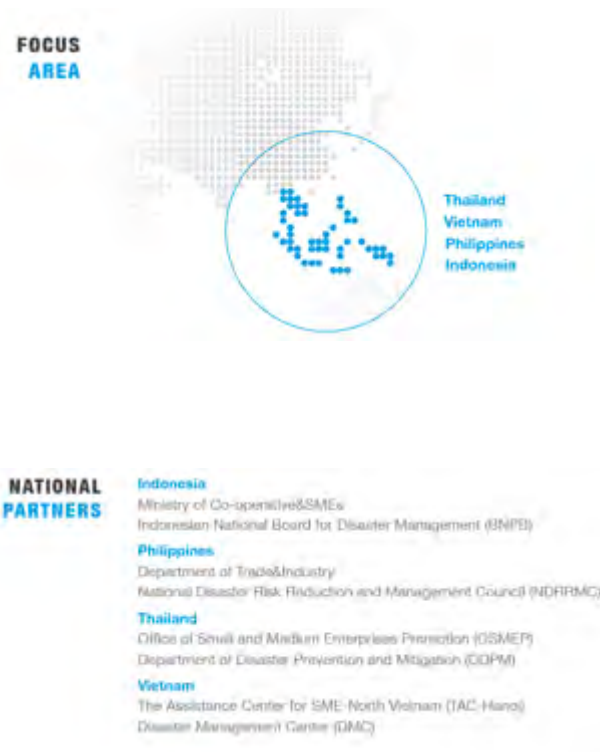 FOCUS
AREA
Thailand
Vietnam
Philippines
Indonesia
NATIONAL
PARTNERS
Indonesia
Ministry of Co-operative&SMEs
Indonesian National Board for Disaster Management (BNPB)
Philippines
Department of Trade&Industry
National Disaster Risk Reduction and Management Council (NDRRMC)
Thailand
Office of Small and Medium Enterprises Promotion (OSMEP)
Department of Disaster Prevention and Mitigation (DDPM)
Vietnam
The Assistance Center for SME-North Vietnam (TAC-Hanoi)
Disaster Management Center (DMC)